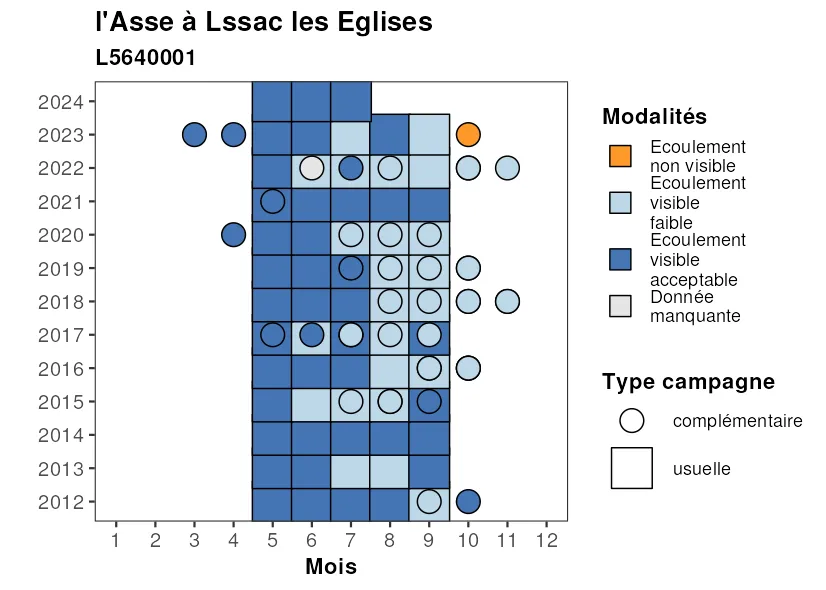 l'Asse à Lssac les Eglises
L5640001
2024
2023
2022
2021
2020
2019
2018
2017
2016
2015
2014
2013
2012
1 2 3 4 5 6 7 8 9 10 11 12
Mois
Modalités
Ecoulement
non visible
Ecoulement
visible
faible
Ecoulement
visible
acceptable
Donnée
manquante
Type campagne
complémentaire
usuelle